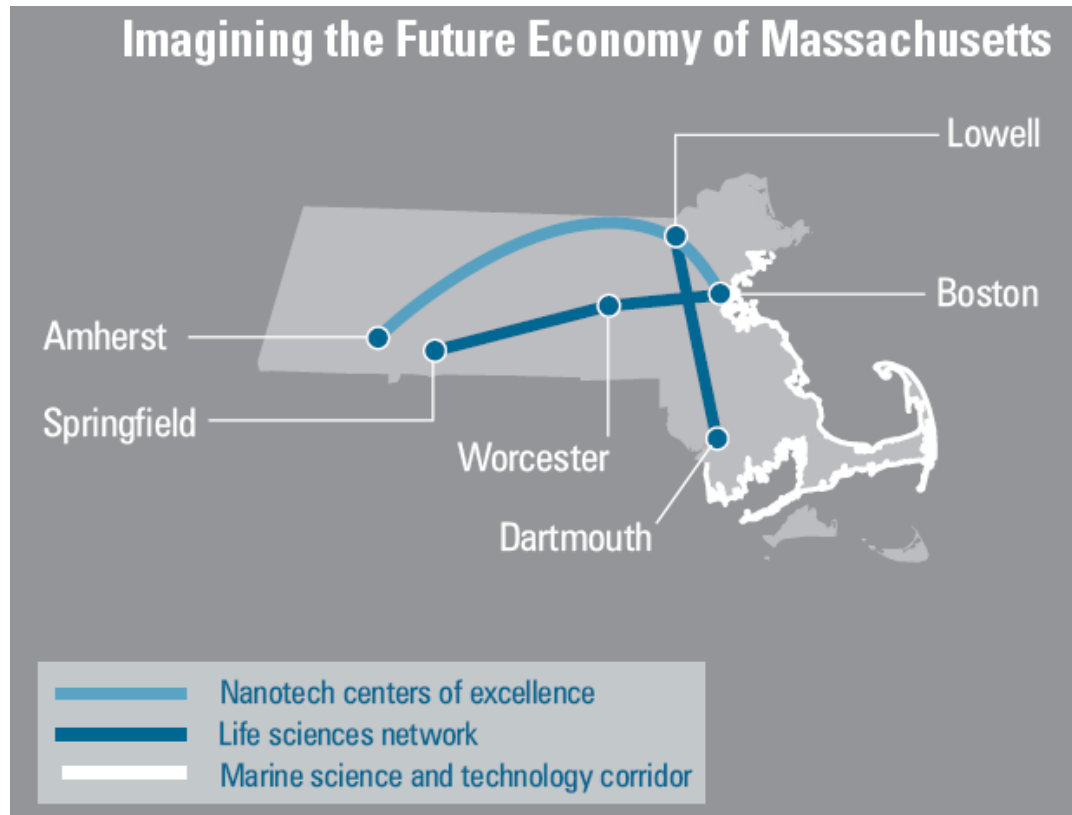 Imagining the Future Economy of Massachusetts
Lowell
Boston
Amherst
Springfield
Worcester
Dartmouth
Nanotech centers of excellence
Life sciences network
Marine science and technology corridor